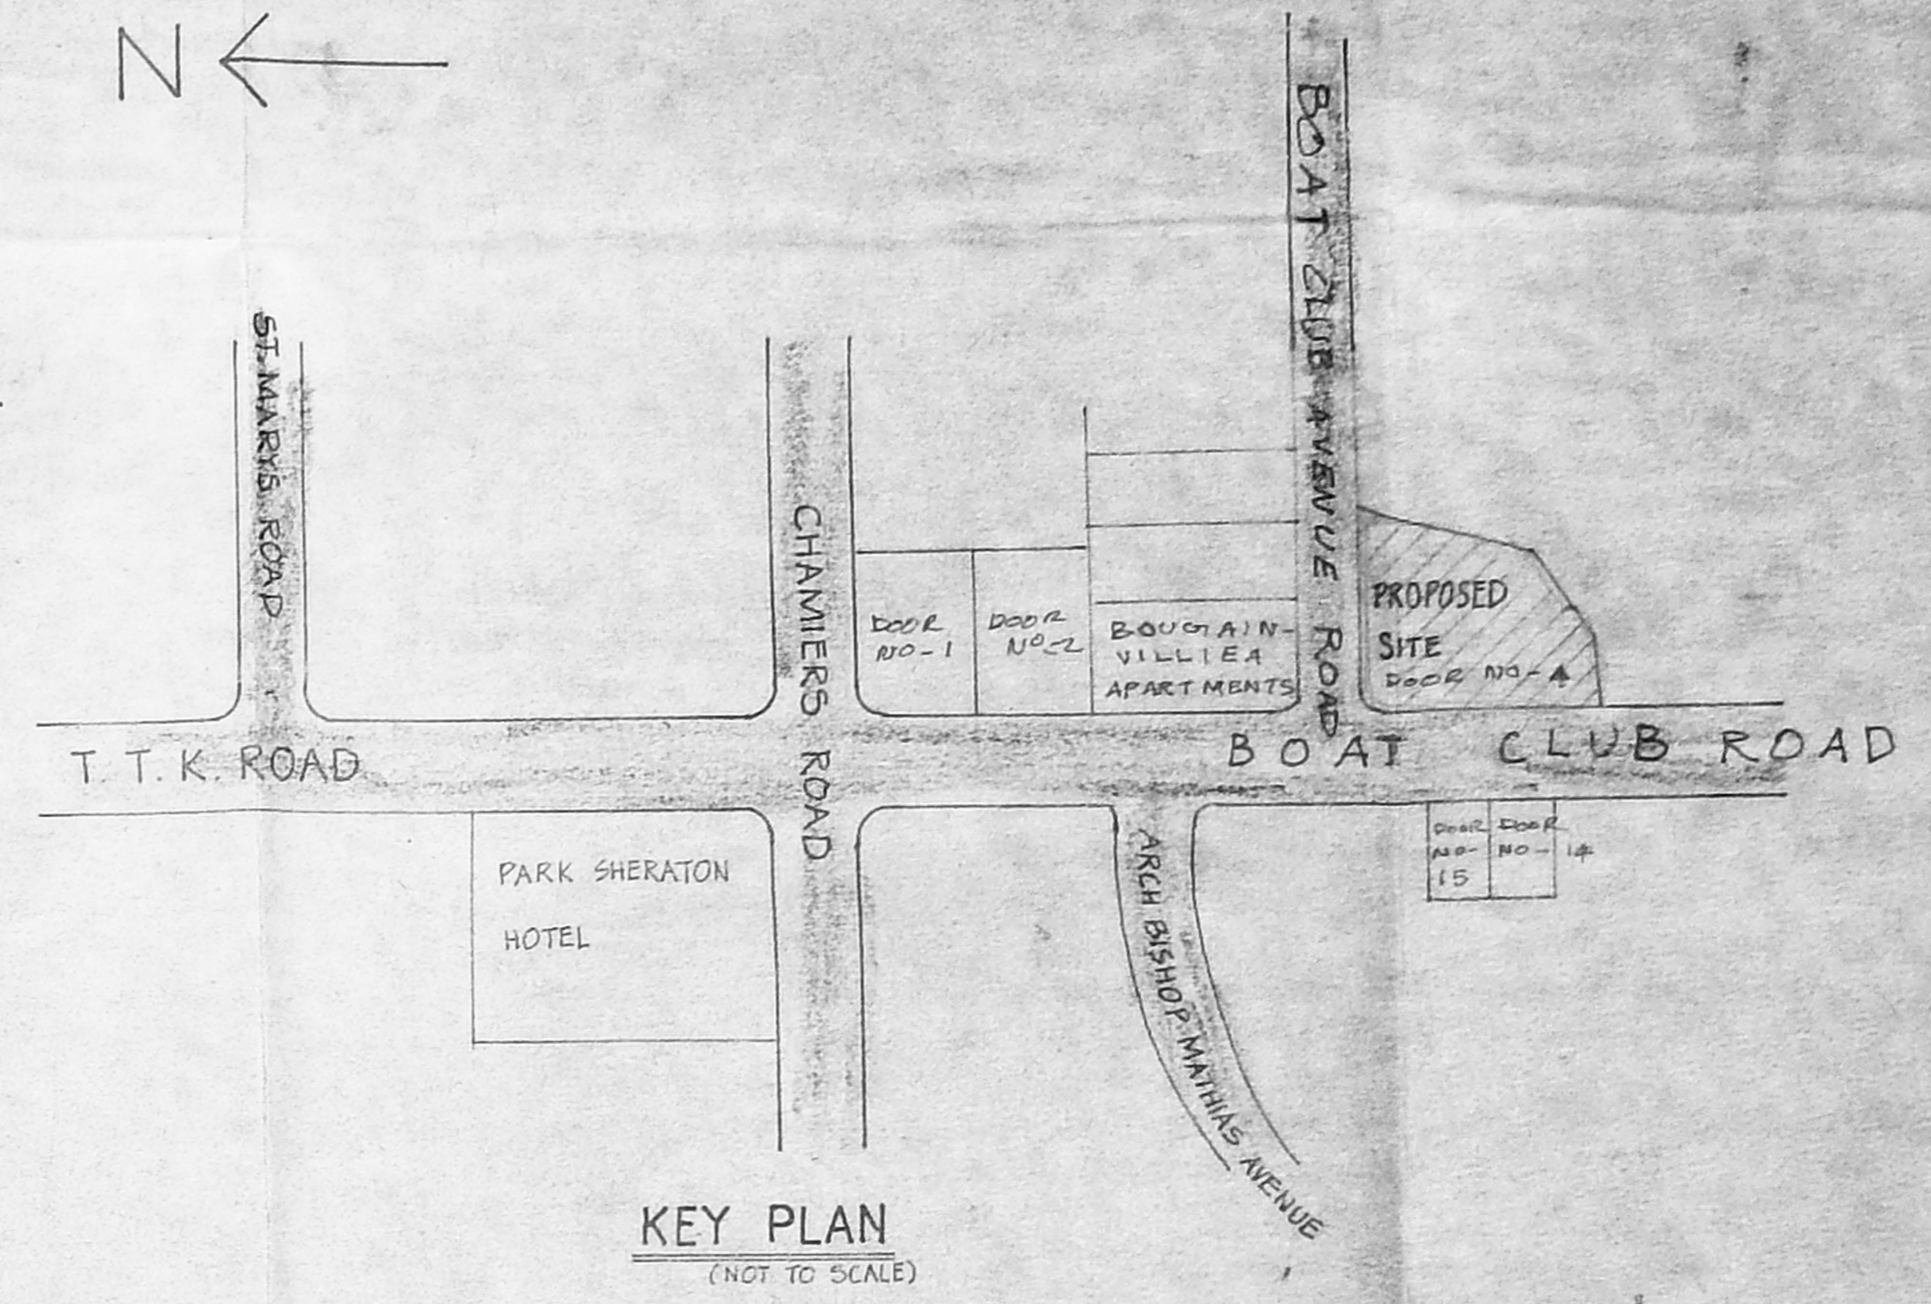 N
BOAT CLUB AVENUE ROAD
ST. MARYS ROAD
CHAMIERS ROAD
DOOR
NO-1
DOOR
NO-2
BOUGAIN-
VILLIEA
APARTMENTS
PROPOSED
SITE
DOOR NO-4
T. T. K. ROAD
BOAT CLUB ROAD
PARK SHERATON
HOTEL
ARCH BISHOP MATHIAS AVENUE
DOOR
NO-
15
DOOR
NO- 14
KEY PLAN
(NOT TO SCALE)